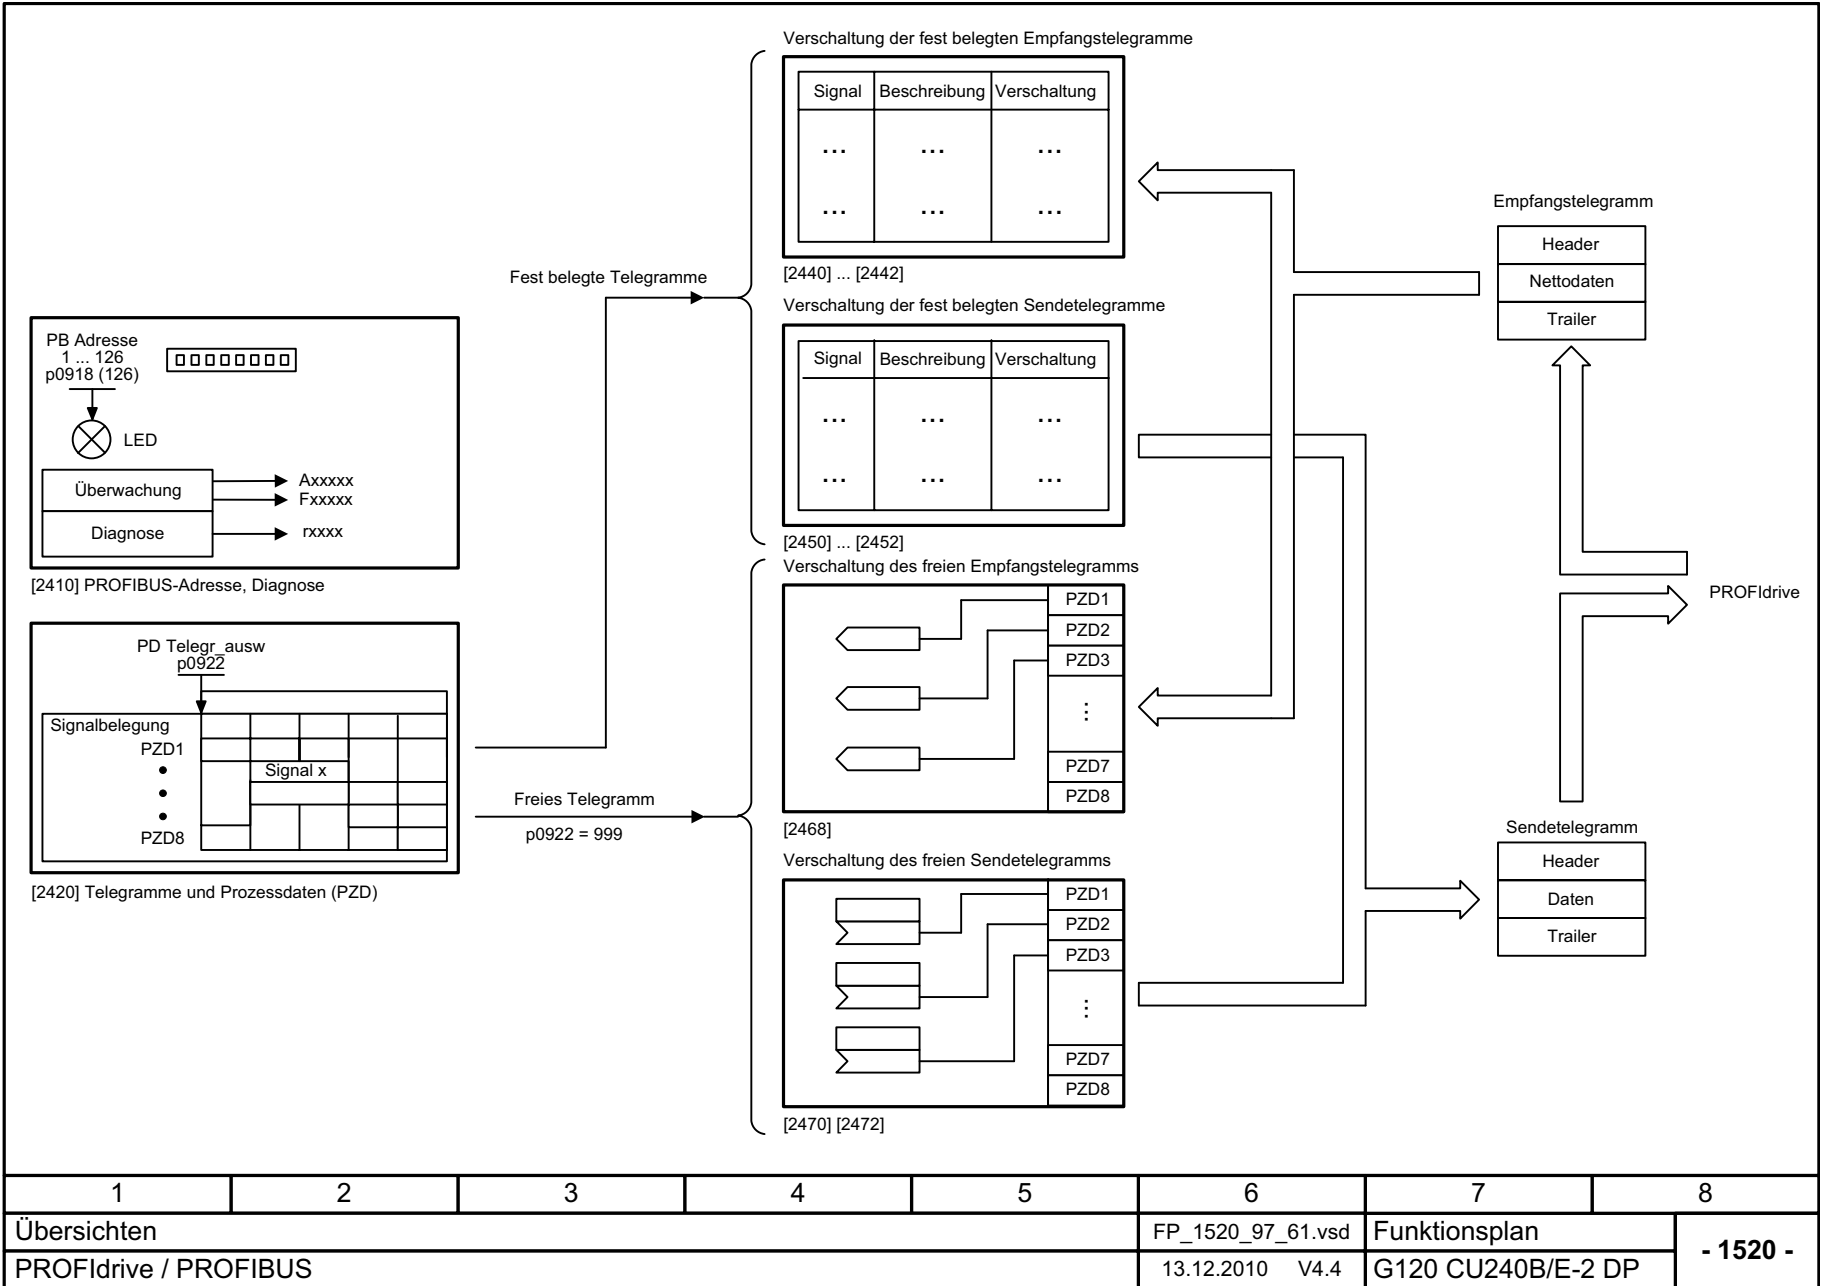 Verschaltung der fest belegten Empfangstelegramme
Signal Beschreibung Verschaltung
... ... ...
... ... ...
[2440] ... [2442]
Verschaltung der fest belegten Sendetelegramme
Signal Beschreibung Verschaltung
... ... ...
... ... ...
[2450] ... [2452]
Fest belegte Telegramme
PB Adresse
1 ... 126
p0918 (126)
LED
Überwachung
Axxxxx
Fxxxxx
Diagnose
rxxxx
[2410] PROFIBUS-Adresse, Diagnose
PD Telegr_ausw
p0922
Signalbelegung
PZD1
Signal x
PZD8
[2420] Telegramme und Prozessdaten (PZD)
Freies Telegramm
p0922 = 999
Verschaltung des freien Empfangstelegramms
PZD1
PZD2
PZD3
...
PZD7
PZD8
[2468]
Verschaltung des freien Sendetelegramms
PZD1
PZD2
PZD3
...
PZD7
PZD8
[2470] [2472]
Empfangstelegramm
Header
Nettodaten
Trailer
PROFIdrive
Sendetelegramm
Header
Daten
Trailer
1 2 3 4 5 6 7 8
Übersichten
FP_1520_97_61.vsd
Funktionsplan
- 1520 -
PROFIdrive / PROFIBUS
13.12.2010 V4.4
G120 CU240B/E-2 DP